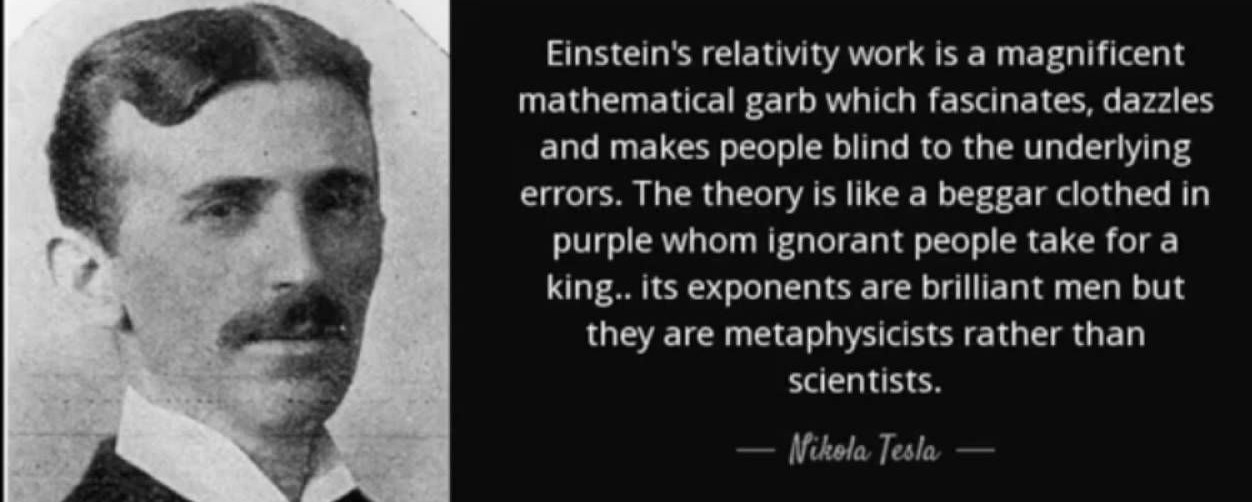 Einstein's relativity work is a magnificent
mathematical garb which fascinates, dazzles
and makes people blind to the underlying
errors. The theory is like a beggar clothed in
purple whom ignorant people take for a
king.. its exponents are brilliant men but
they are metaphysicists rather than
scientists.
— Nikola Tesla —